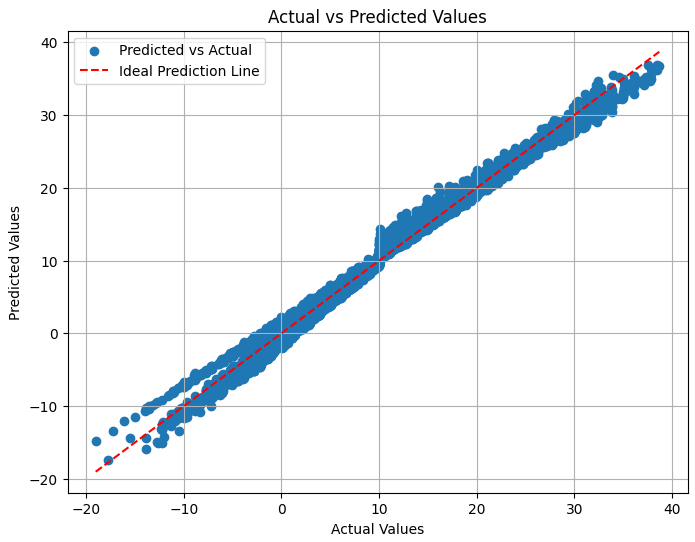 Actual vs Predicted Values
Predicted vs Actual
Ideal Prediction Line
40
30
20
10
0
−10
−20
Predicted Values
−20
−10
0
10
20
30
40
Actual Values